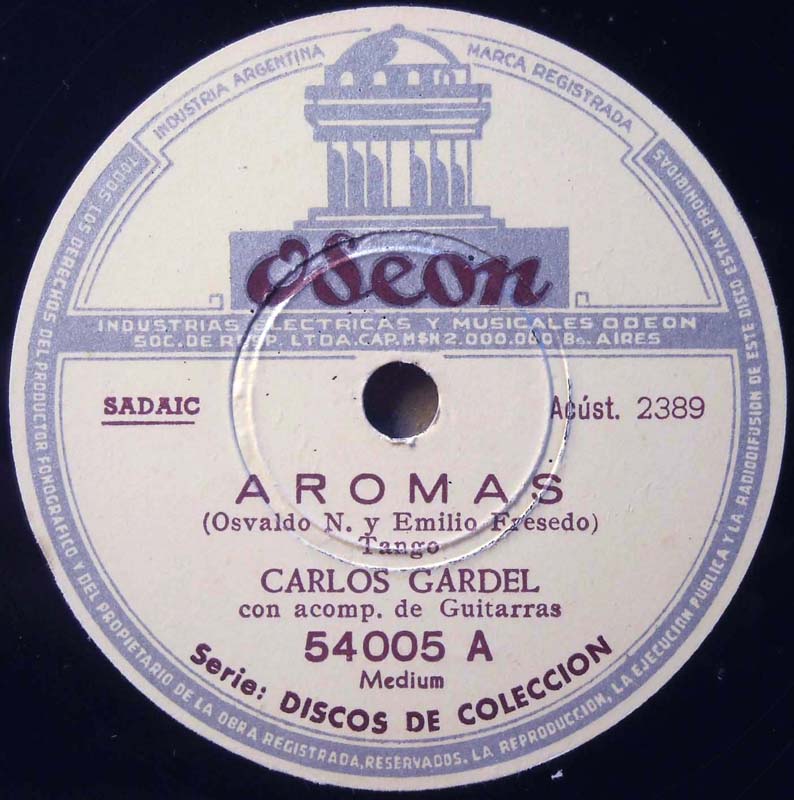 INDUSTRIA ARGENTINA
MARCA REGISTRADA
Odeon
INDUSTRIAS ELECTRICAS Y MUSICALES ODEON
SOC. DE RESP. LTDA. CAP. M$N 2.000.000 Bs. AIRES
SADAIC
Acúst. 2389
AROMAS
(Osvaldo N. y Emilio Fresedo)
Tango
CARLOS GARDEL
con acomp. de Guitarras
54005 A
Medium
Serie: DISCOS DE COLECCION
TODOS LOS DERECHOS DEL PRODUCTOR FONOGRÁFICO Y DEL PROPIETARIO DE LA OBRA REGISTRADA, RESERVADOS. LA REPRODUCCION, LA EJECUCION PUBLICA Y LA RADIODIFUSION DE ESTE DISCO ESTAN PROHIBIDAS